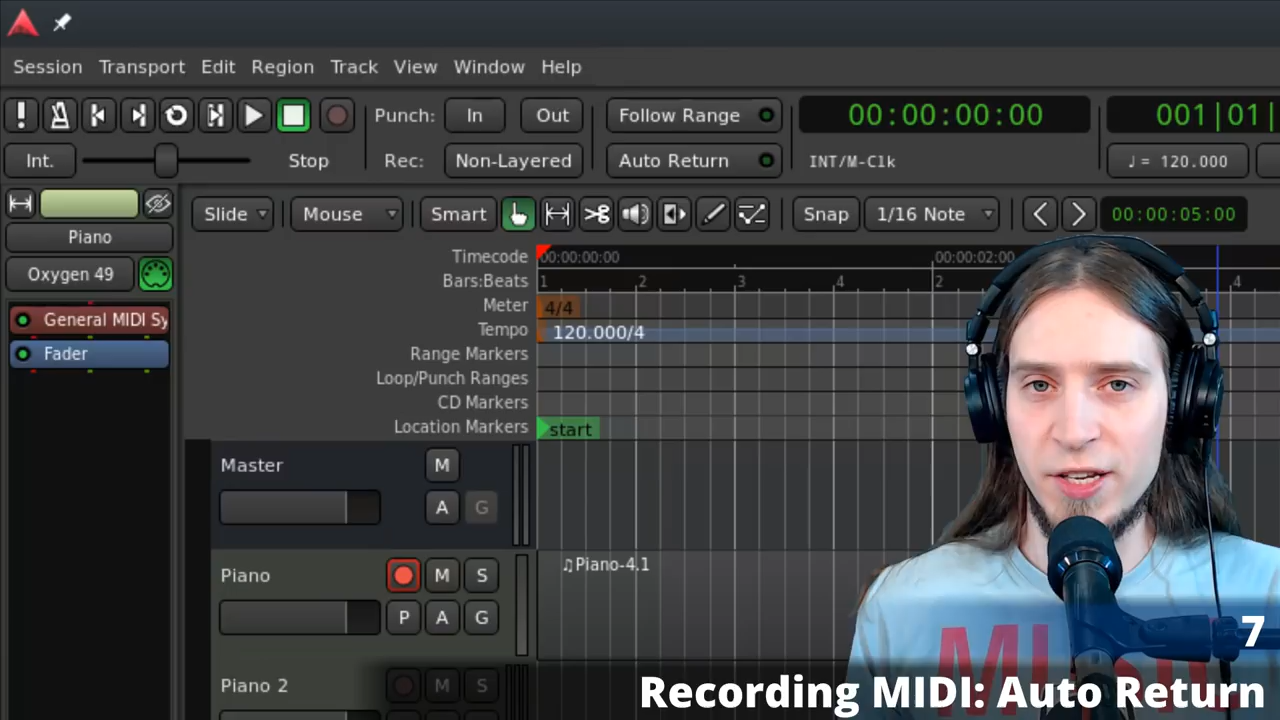 Session Transport Edit Region Track View Window Help
Punch: In Out Follow Range 00:00:00:00 001|01|
Int. Stop Rec: Non-Layered Auto Return INT/M-Clk ♩ = 120.000
Slide Mouse Smart Snap 1/16 Note 00:00:05:00
Piano
Oxygen 49
General MIDI Sy
Fader
Timecode 00:00:00:00 00:00:02:00
Bars:Beats 1 2 3 4 2 4
Meter 4/4
Tempo 120.000/4
Range Markers
Loop/Punch Ranges
CD Markers
Location Markers start
Master M
A G
Piano M S ♫Piano-4.1
P A G
Piano 2 M S
7
Recording MIDI: Auto Return